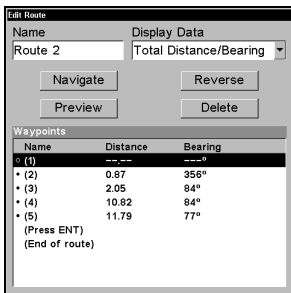 Edit Route
Name Display Data
Route 2 Total Distance/Bearing
Navigate Reverse
Preview Delete
Waypoints
Name Distance Bearing
(1) --.-- ---º
(2) 0.87 356º
(3) 2.05 84º
(4) 10.82 84º
(5) 11.79 77º
(Press ENT)
(End of route)